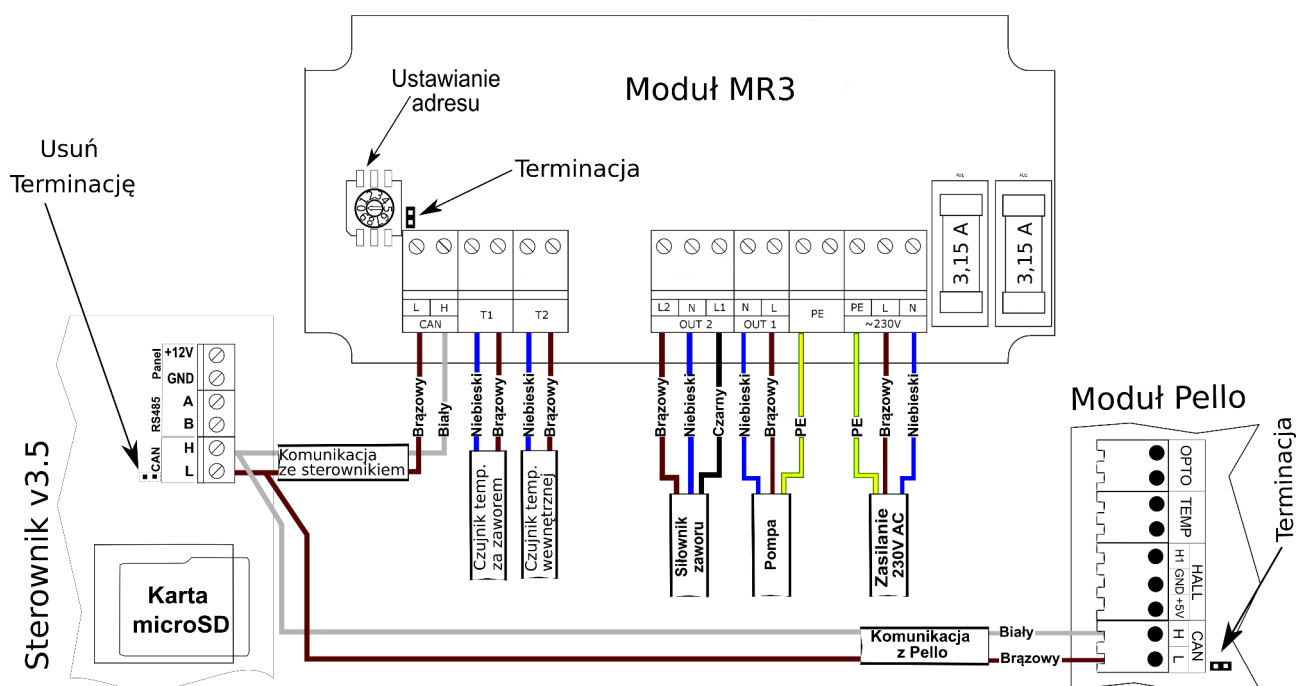 Moduł MR3
Ustawianie
adresu
Usuń
Terminację
Terminacja
FU1
FU2
3,15 A
3,15 A
L
H
CAN
T1
T2
L2
N
L1
OUT 2
N
L
OUT 1
PE
PE
L
N
~230V
Brązowy
Biały
Niebieski
Brązowy
Niebieski
Brązowy
Brązowy
Niebieski
Czarny
Niebieski
Brązowy
PE
PE
Brązowy
Niebieski
Sterownik v3.5
Panel
+12V
GND
RS485
A
B
CAN
H
L
Komunikacja
ze sterownikiem
Czujnik temp.
za zaworem
Czujnik temp.
wewnętrznej
Siłownik
zaworu
Pompa
Zasilanie
230V AC
Karta
microSD
Komunikacja
z Pello
Biały
Brązowy
Moduł Pello
OPTO
TEMP
HALL
H1
GND
+5V
CAN
H
L
Terminacja